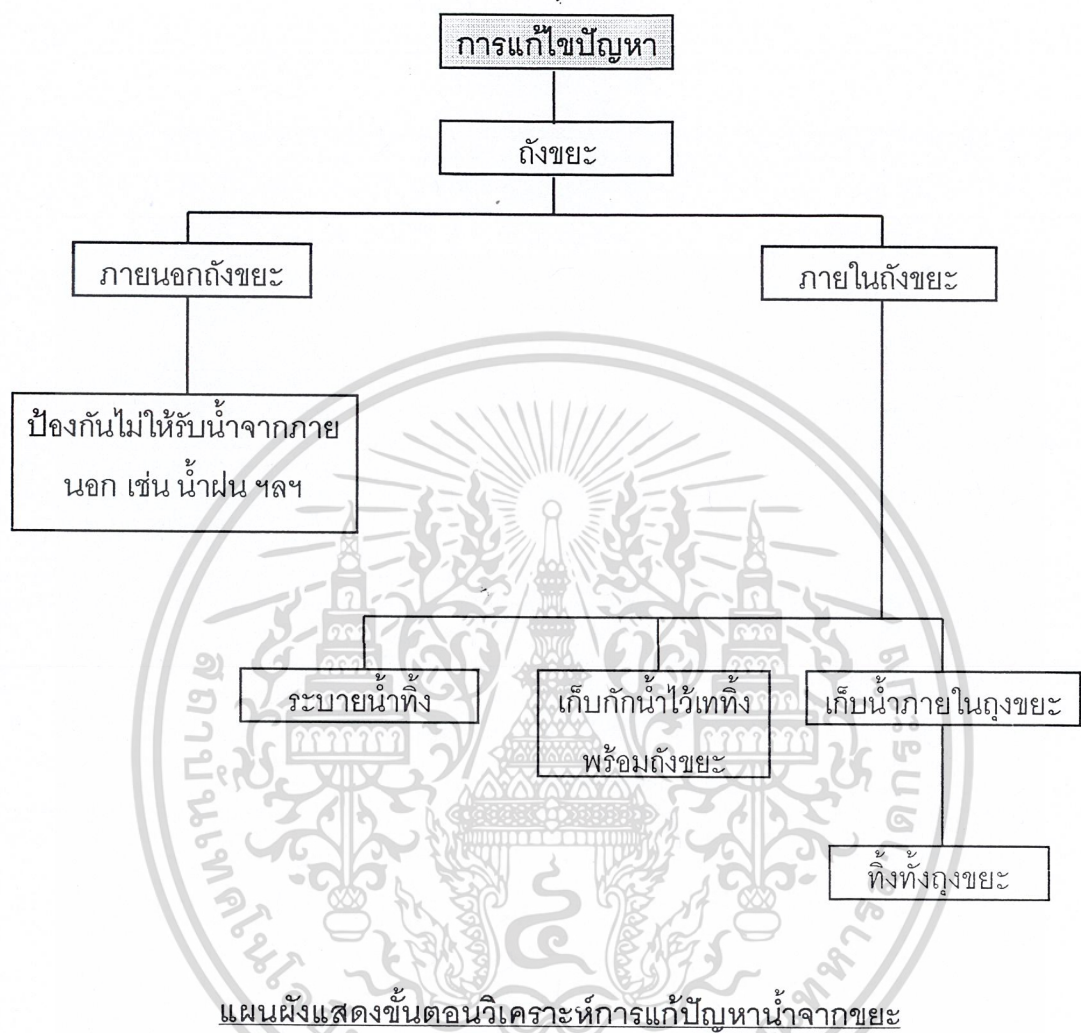 การแก้ไขปัญหา
ถังขยะ
ภายนอกถังขยะ
ภายในถังขยะ
ป้องกันไม่ให้รับน้ำจากภาย
นอก เช่น น้ำฝน ฯลฯ
ระบายน้ำทิ้ง
เก็บกักน้ำไว้เททิ้ง
พร้อมถังขยะ
เก็บน้ำภายในถุงขยะ
ทิ้งทั้งถุงขยะ
แผนผังแสดงขั้นตอนวิเคราะห์การแก้ปัญหาน้ำจากขยะ